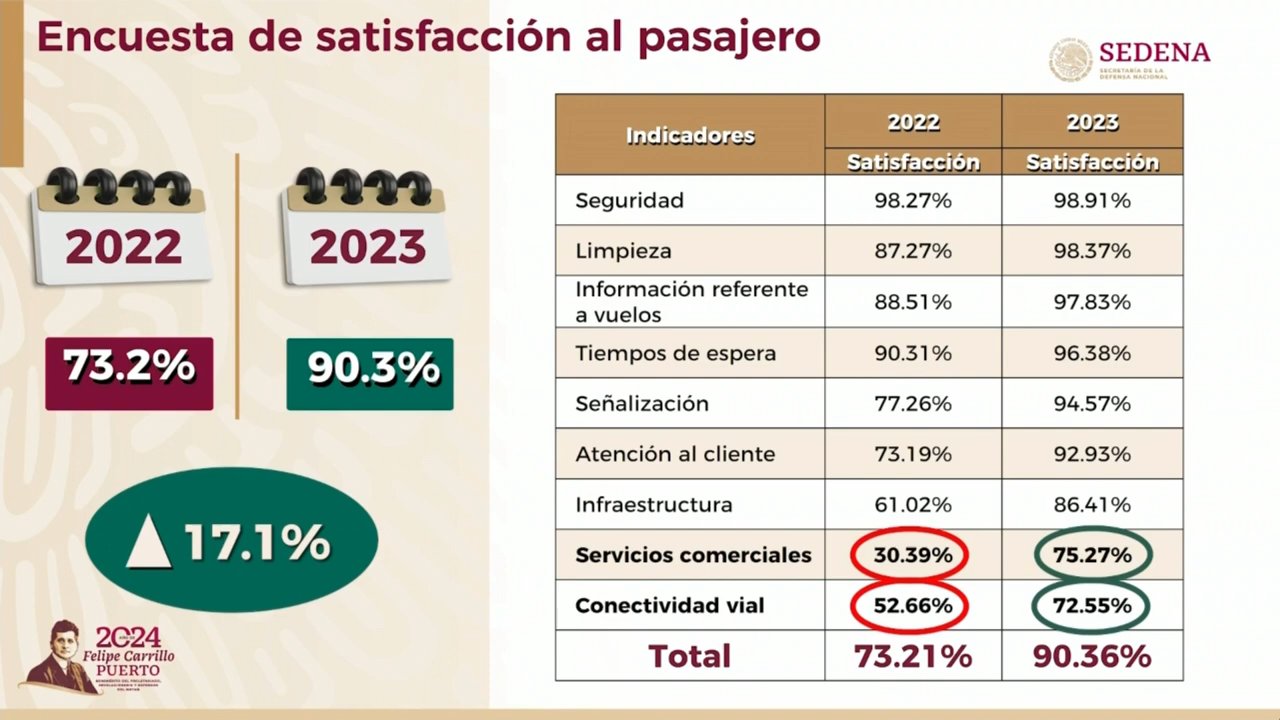 Encuesta de satisfacción al pasajero
SEDENA
SECRETARÍA DE LA
DEFENSA NACIONAL
2022
2023
73.2%
90.3%
17.1%
2024
Felipe Carrillo
PUERTO
Indicadores 2022 2023
Satisfacción Satisfacción
Seguridad 98.27% 98.91%
Limpieza 87.27% 98.37%
Información referente
a vuelos 88.51% 97.83%
Tiempos de espera 90.31% 96.38%
Señalización 77.26% 94.57%
Atención al cliente 73.19% 92.93%
Infraestructura 61.02% 86.41%
Servicios comerciales 30.39% 75.27%
Conectividad vial 52.66% 72.55%
Total 73.21% 90.36%